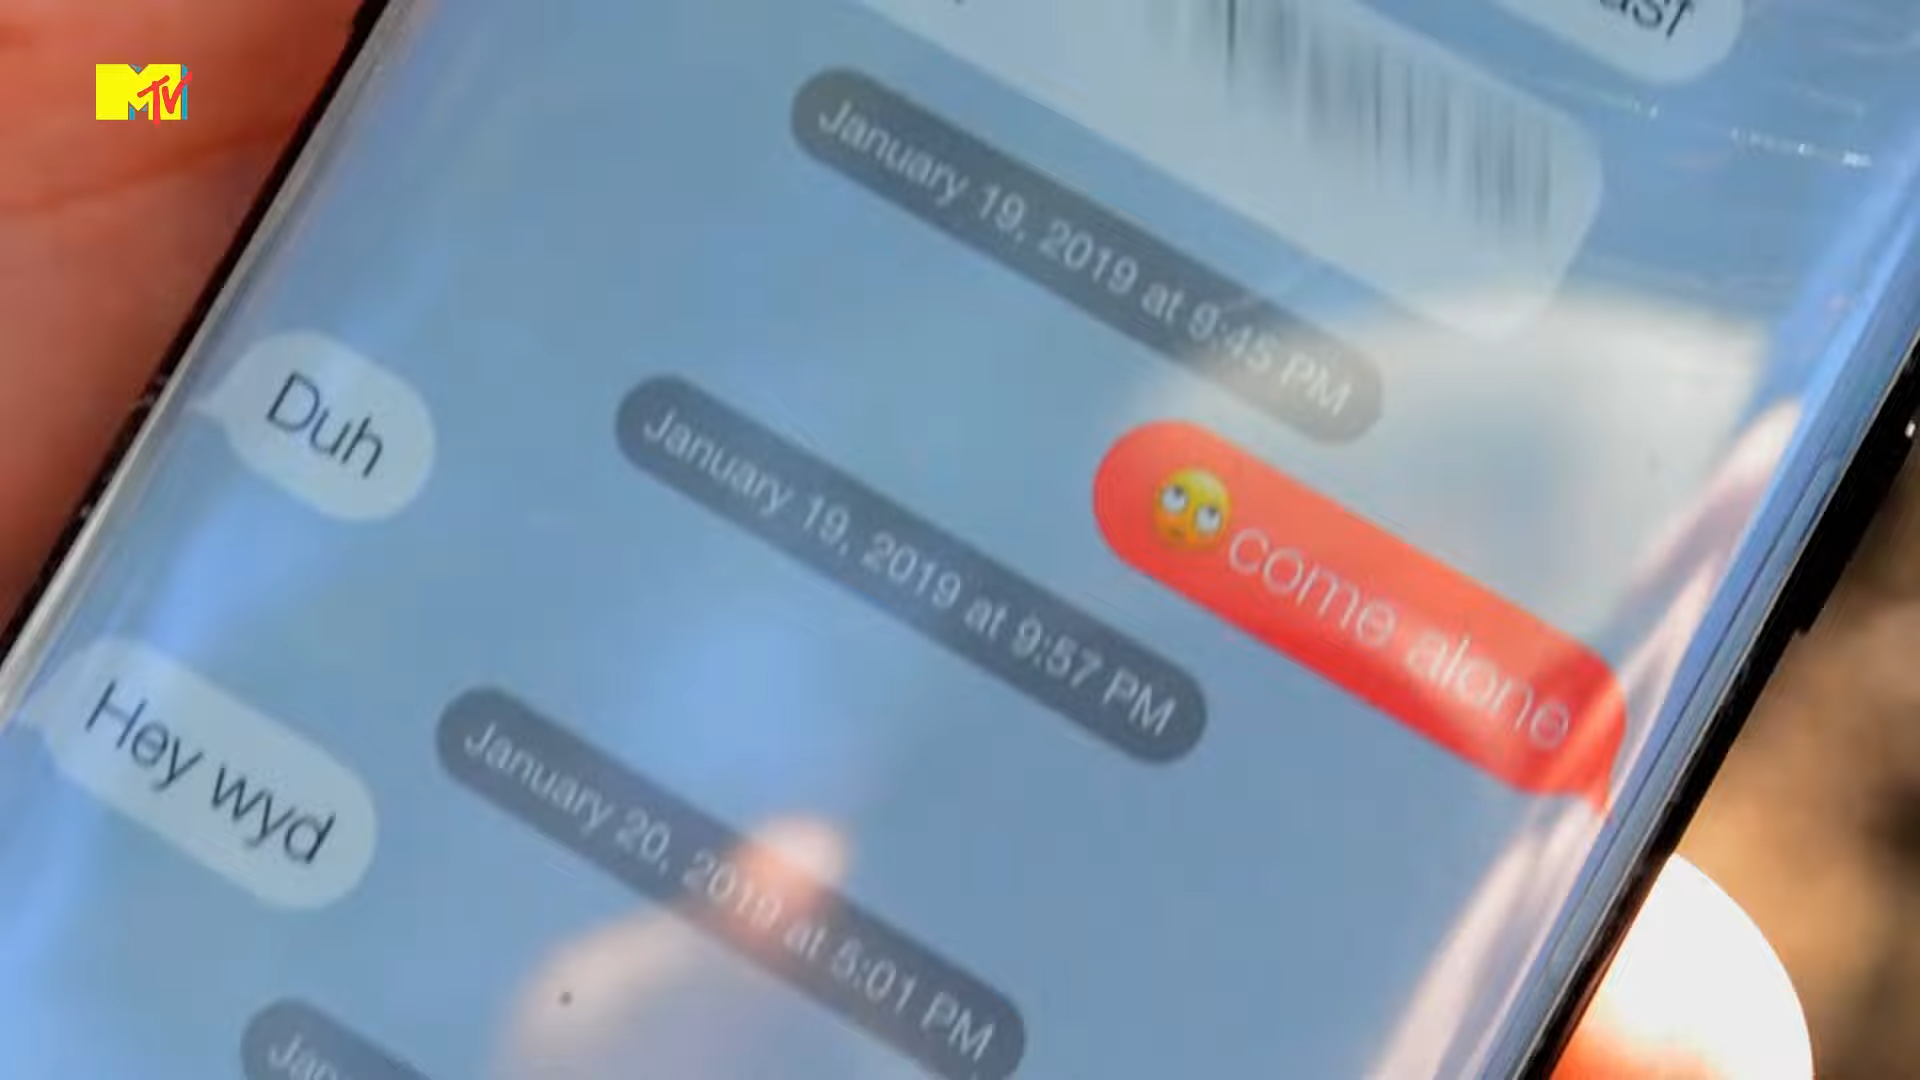 MTV
January 19, 2019 at 9:45 PM
🙄come alone
Duh
January 19, 2019 at 9:57 PM
Hey wyd
January 20, 2019 at 5:01 PM